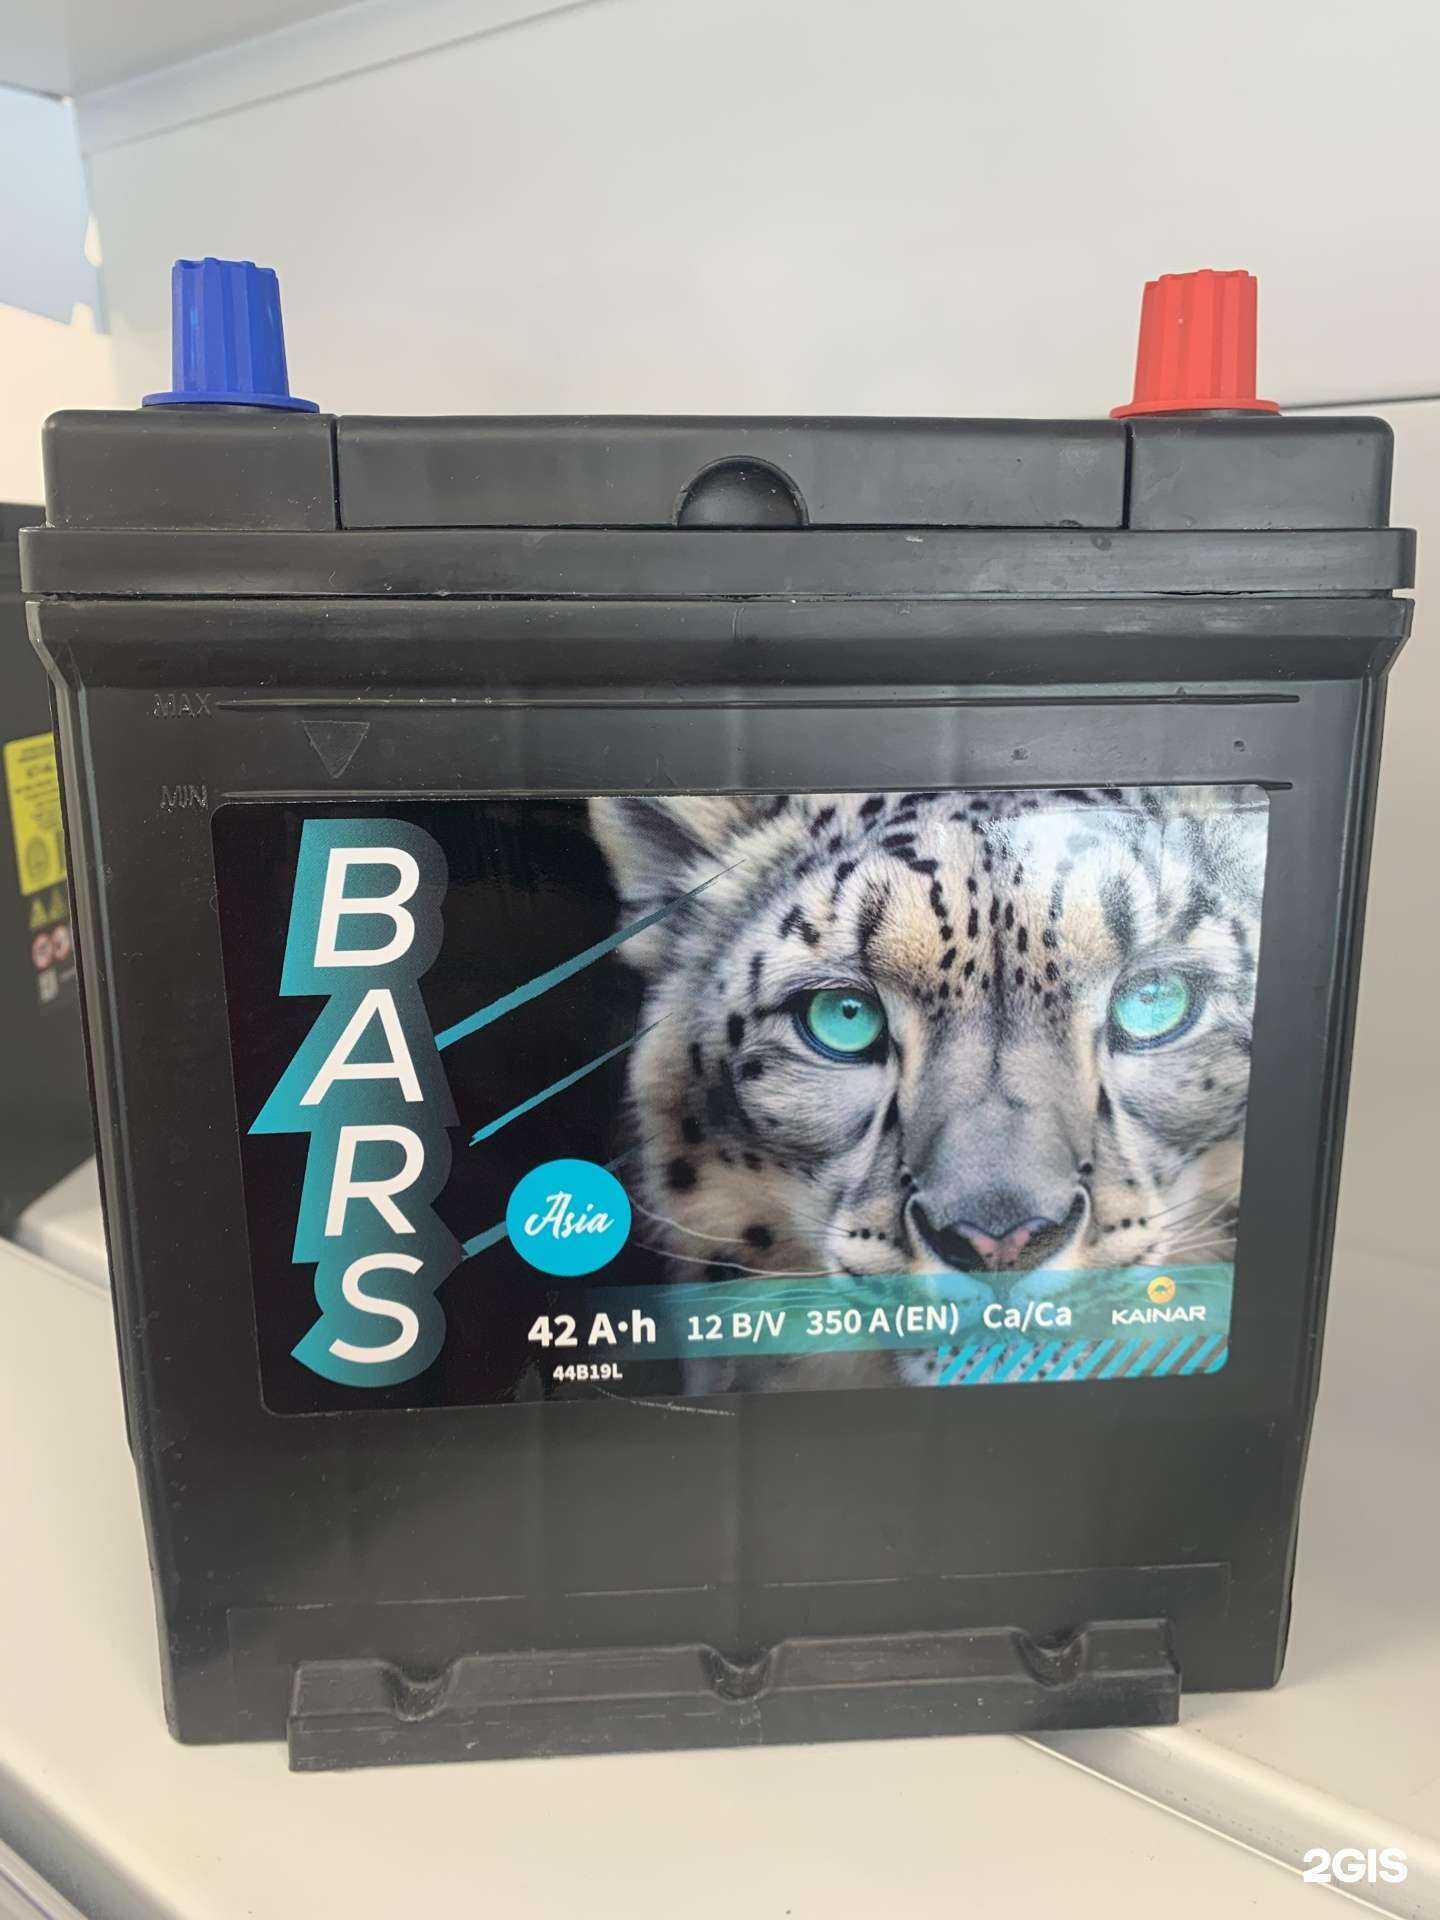 MAX
MIN
BARS
Asia
42 A·h 12 В/V 350 A (EN) Ca/Ca KAINAR
44B19L
2GIS